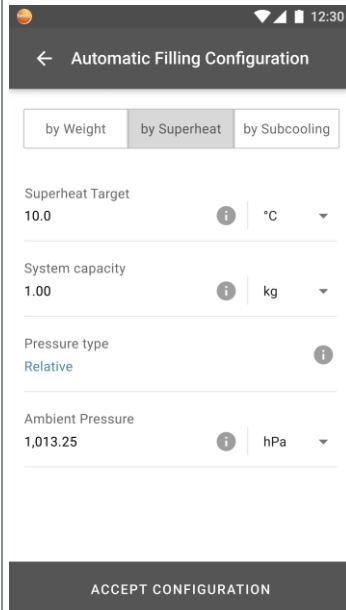 12:30
Automatic Filling Configuration
by Weight by Superheat by Subcooling
Superheat Target
10.0 °C
System capacity
1.00 kg
Pressure type
Relative
Ambient Pressure
1,013.25 hPa
ACCEPT CONFIGURATION